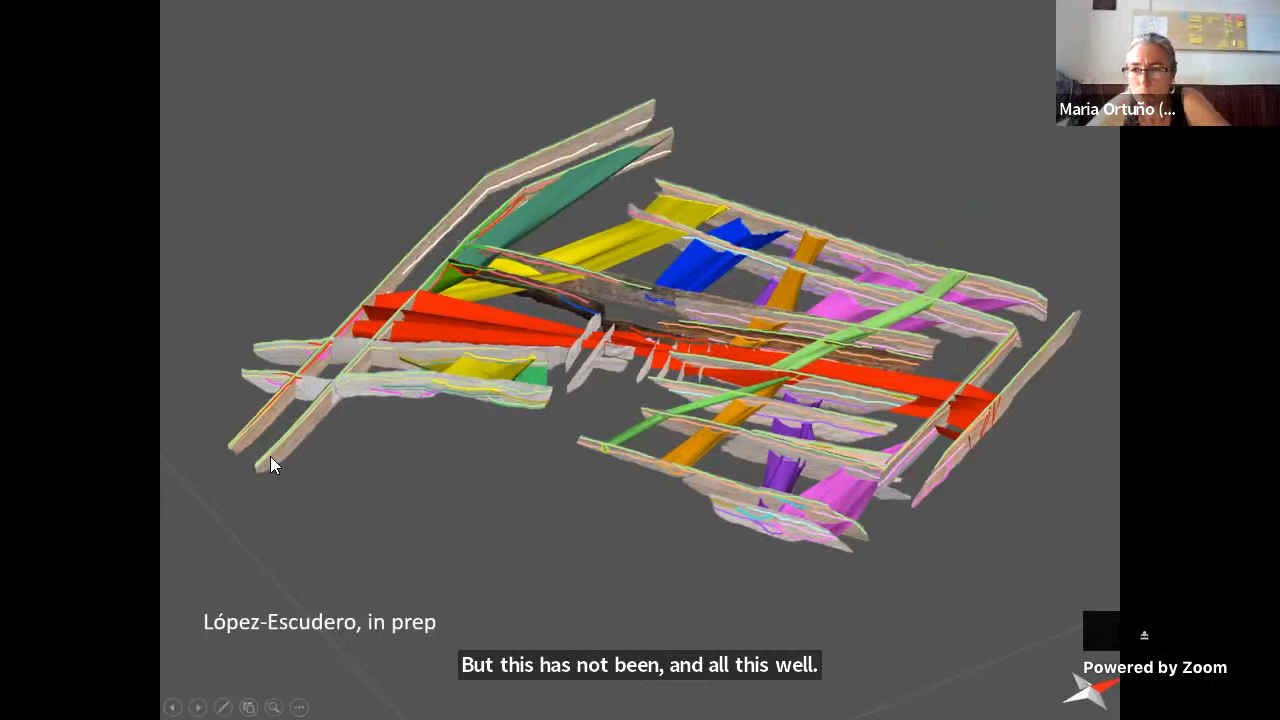 Maria Ortuño (...
López-Escudero, in prep
But this has not been, and all this well.
Powered by Zoom